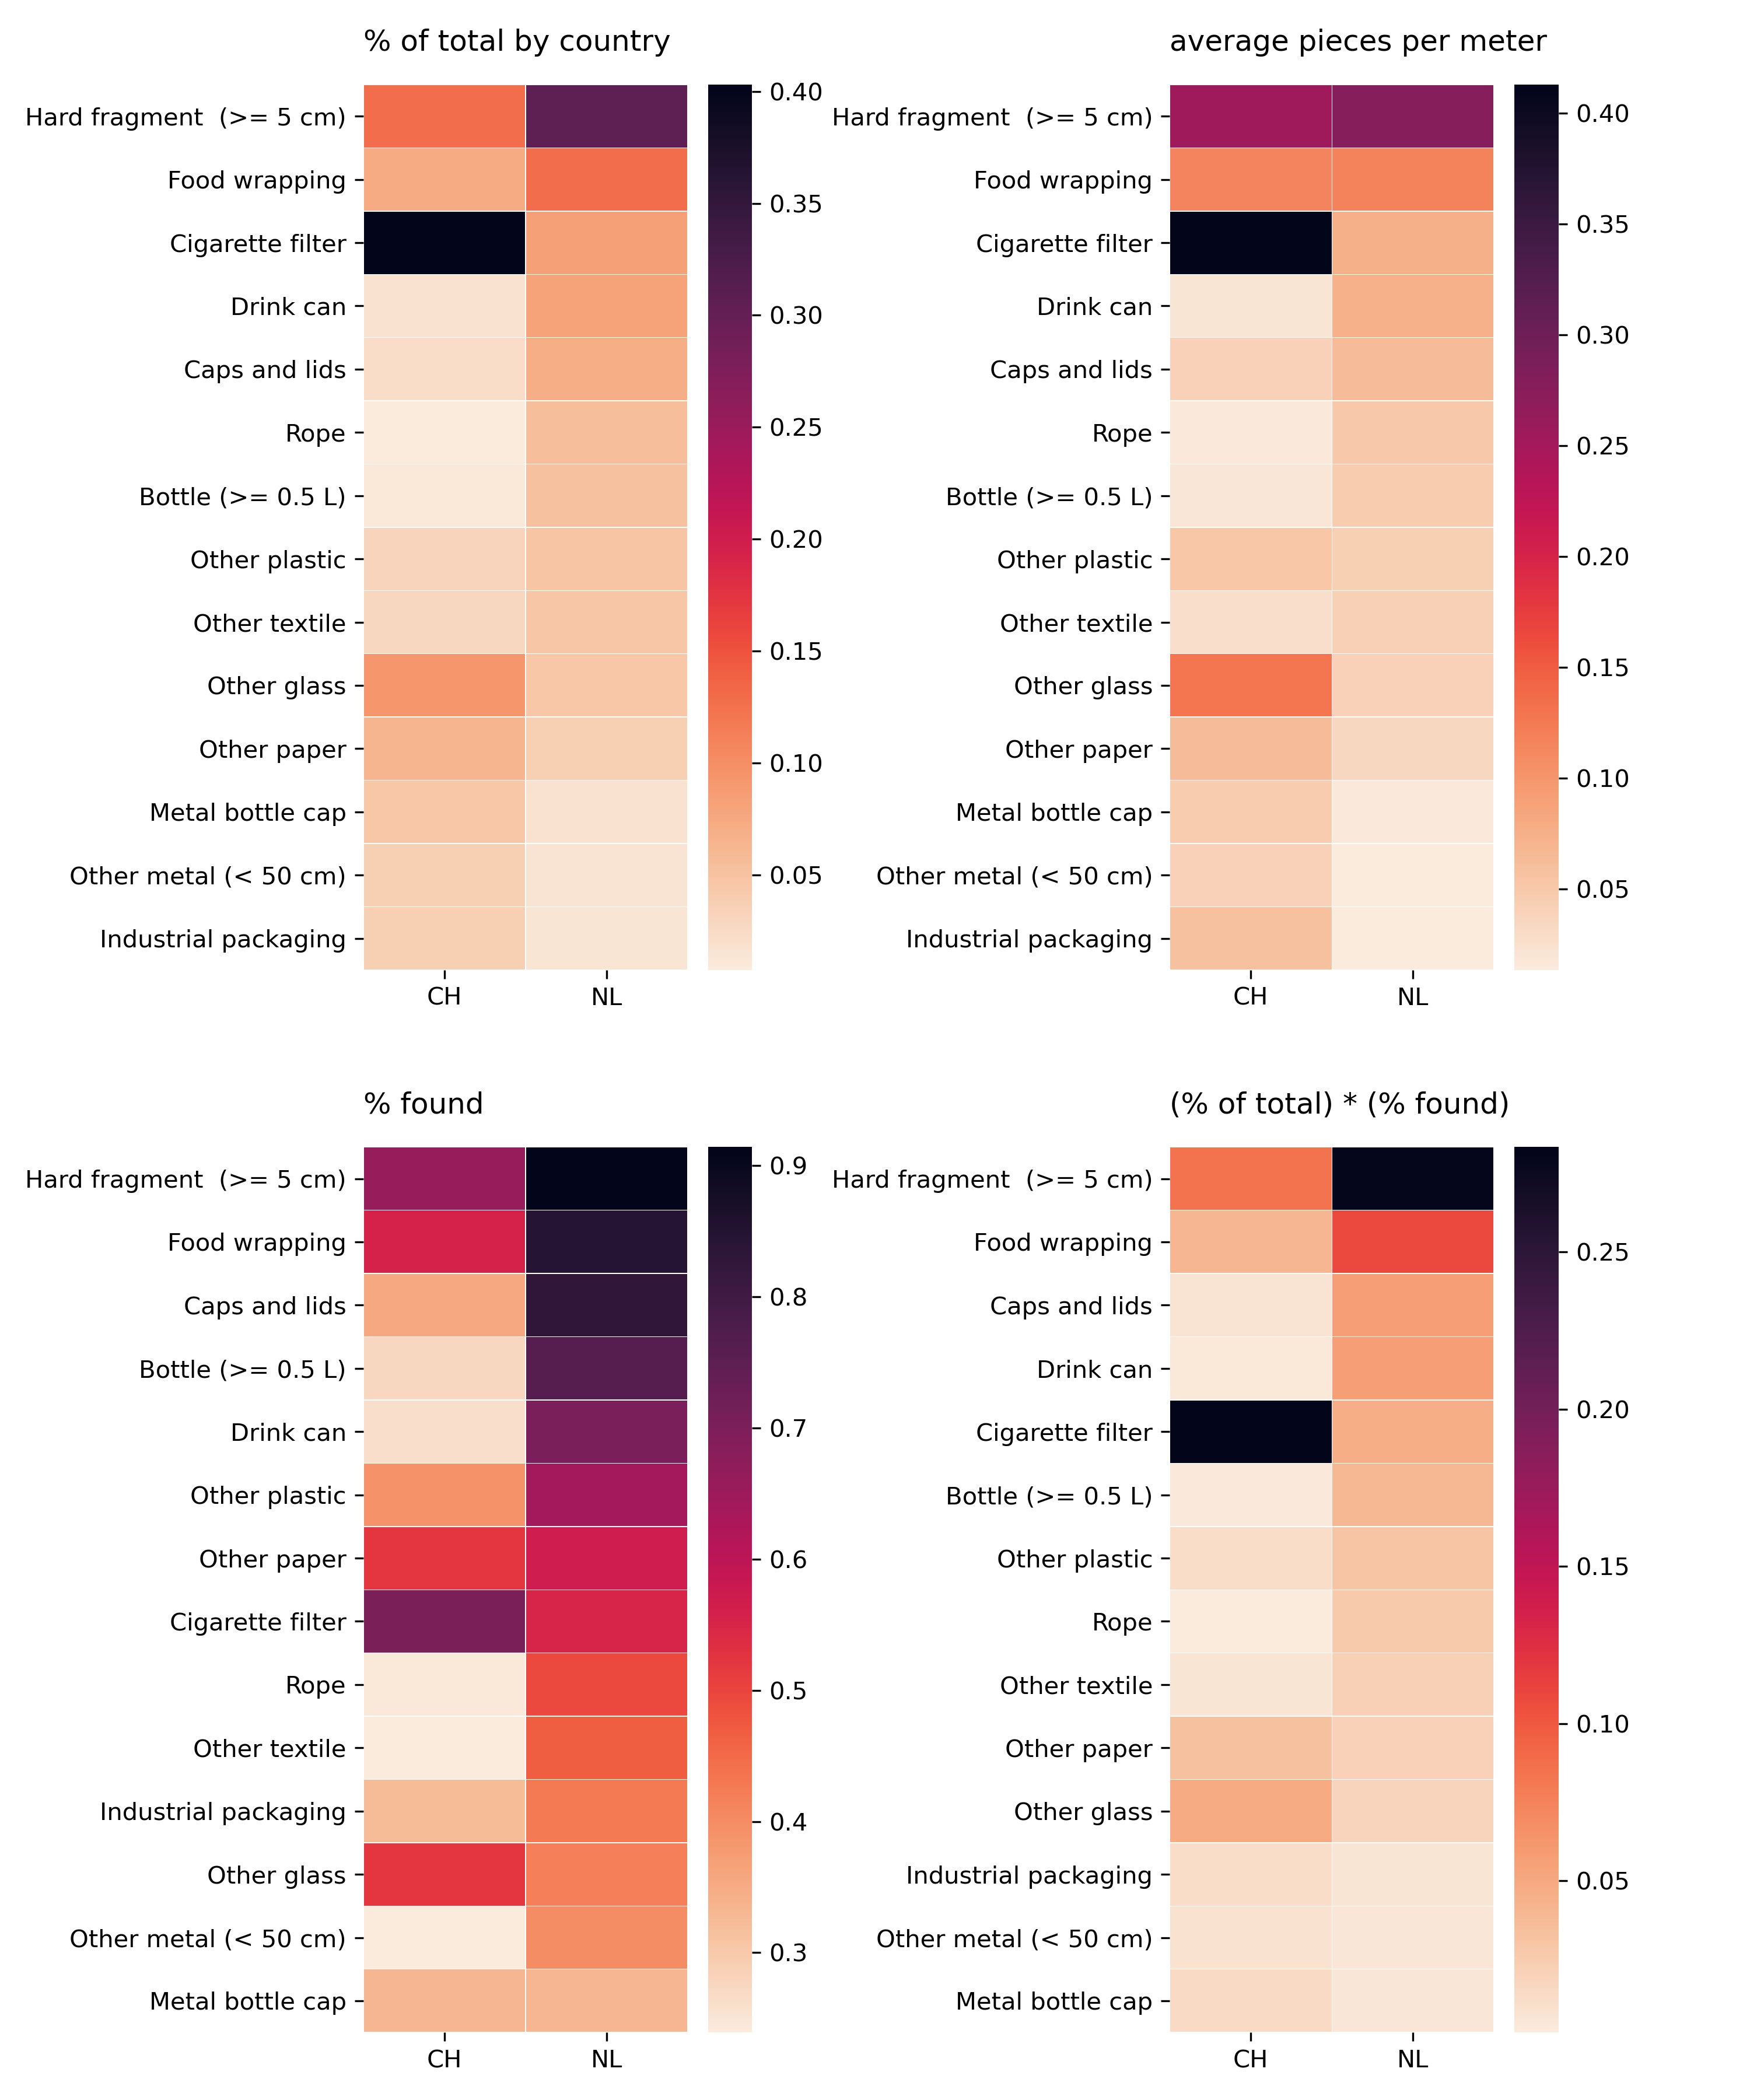 % of total by country
Hard fragment  (>= 5 cm)
Food wrapping
Cigarette filter
Drink can
Caps and lids
Rope
Bottle (>= 0.5 L)
Other plastic
Other textile
Other glass
Other paper
Metal bottle cap
Other metal (< 50 cm)
Industrial packaging
CH NL
0.40
0.35
0.30
0.25
0.20
0.15
0.10
0.05
average pieces per meter
Hard fragment  (>= 5 cm)
Food wrapping
Cigarette filter
Drink can
Caps and lids
Rope
Bottle (>= 0.5 L)
Other plastic
Other textile
Other glass
Other paper
Metal bottle cap
Other metal (< 50 cm)
Industrial packaging
CH NL
0.40
0.35
0.30
0.25
0.20
0.15
0.10
0.05
% found
Hard fragment  (>= 5 cm)
Food wrapping
Caps and lids
Bottle (>= 0.5 L)
Drink can
Other plastic
Other paper
Cigarette filter
Rope
Other textile
Industrial packaging
Other glass
Other metal (< 50 cm)
Metal bottle cap
CH NL
0.9
0.8
0.7
0.6
0.5
0.4
0.3
(% of total) * (% found)
Hard fragment  (>= 5 cm)
Food wrapping
Caps and lids
Drink can
Cigarette filter
Bottle (>= 0.5 L)
Other plastic
Rope
Other textile
Other paper
Other glass
Industrial packaging
Other metal (< 50 cm)
Metal bottle cap
CH NL
0.25
0.20
0.15
0.10
0.05